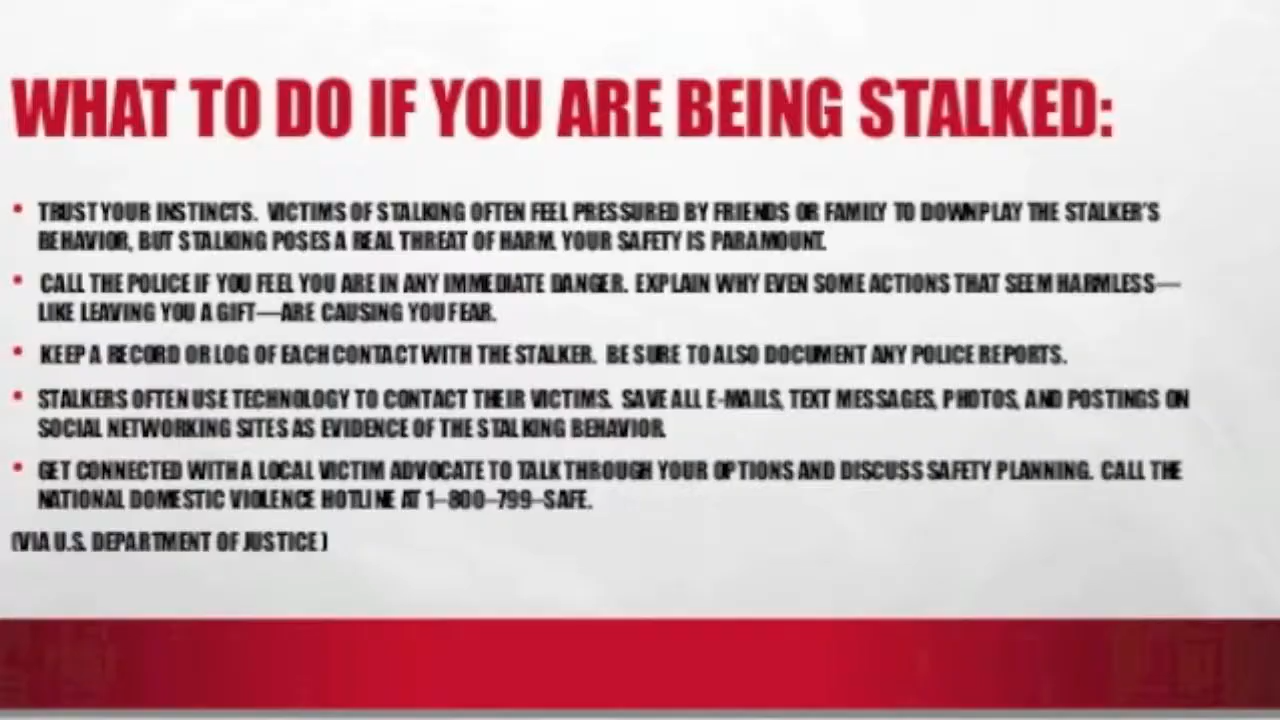 WHAT TO DO IF YOU ARE BEING STALKED:
• TRUST YOUR INSTINCTS. VICTIMS OF STALKING OFTEN FEEL PRESSURED BY FRIENDS OR FAMILY TO DOWNPLAY THE STALKER'S
BEHAVIOR, BUT STALKING POSES A REAL THREAT OF HARM. YOUR SAFETY IS PARAMOUNT.
• CALL THE POLICE IF YOU FEEL YOU ARE IN ANY IMMEDIATE DANGER. EXPLAIN WHY EVEN SOME ACTIONS THAT SEEM HARMLESS—
LIKE LEAVING YOU A GIFT—ARE CAUSING YOU FEAR.
• KEEP A RECORD OR LOG OF EACH CONTACT WITH THE STALKER. BE SURE TO ALSO DOCUMENT ANY POLICE REPORTS.
• STALKERS OFTEN USE TECHNOLOGY TO CONTACT THEIR VICTIMS. SAVE ALL E-MAILS, TEXT MESSAGES, PHOTOS, AND POSTINGS ON
SOCIAL NETWORKING SITES AS EVIDENCE OF THE STALKING BEHAVIOR.
• GET CONNECTED WITH A LOCAL VICTIM ADVOCATE TO TALK THROUGH YOUR OPTIONS AND DISCUSS SAFETY PLANNING. CALL THE
NATIONAL DOMESTIC VIOLENCE HOTLINE AT 1–800–799–SAFE.
(VIA U.S. DEPARTMENT OF JUSTICE)